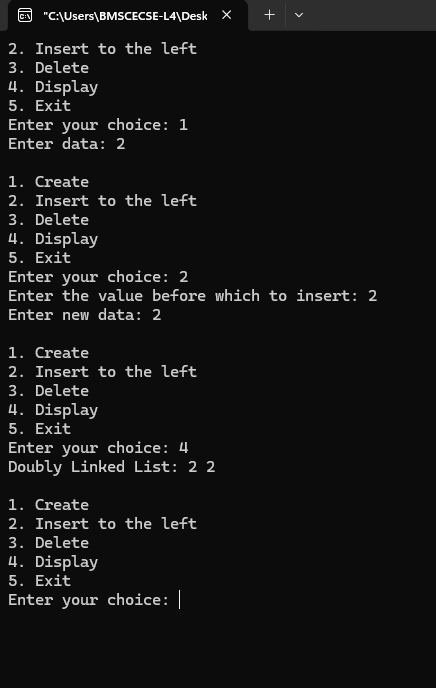 "C:\Users\BMSCECSE-L4\Desk
2. Insert to the left
3. Delete
4. Display
5. Exit
Enter your choice: 1
Enter data: 2
1. Create
2. Insert to the left
3. Delete
4. Display
5. Exit
Enter your choice: 2
Enter the value before which to insert: 2
Enter new data: 2
1. Create
2. Insert to the left
3. Delete
4. Display
5. Exit
Enter your choice: 4
Doubly Linked List: 2 2
1. Create
2. Insert to the left
3. Delete
4. Display
5. Exit
Enter your choice: